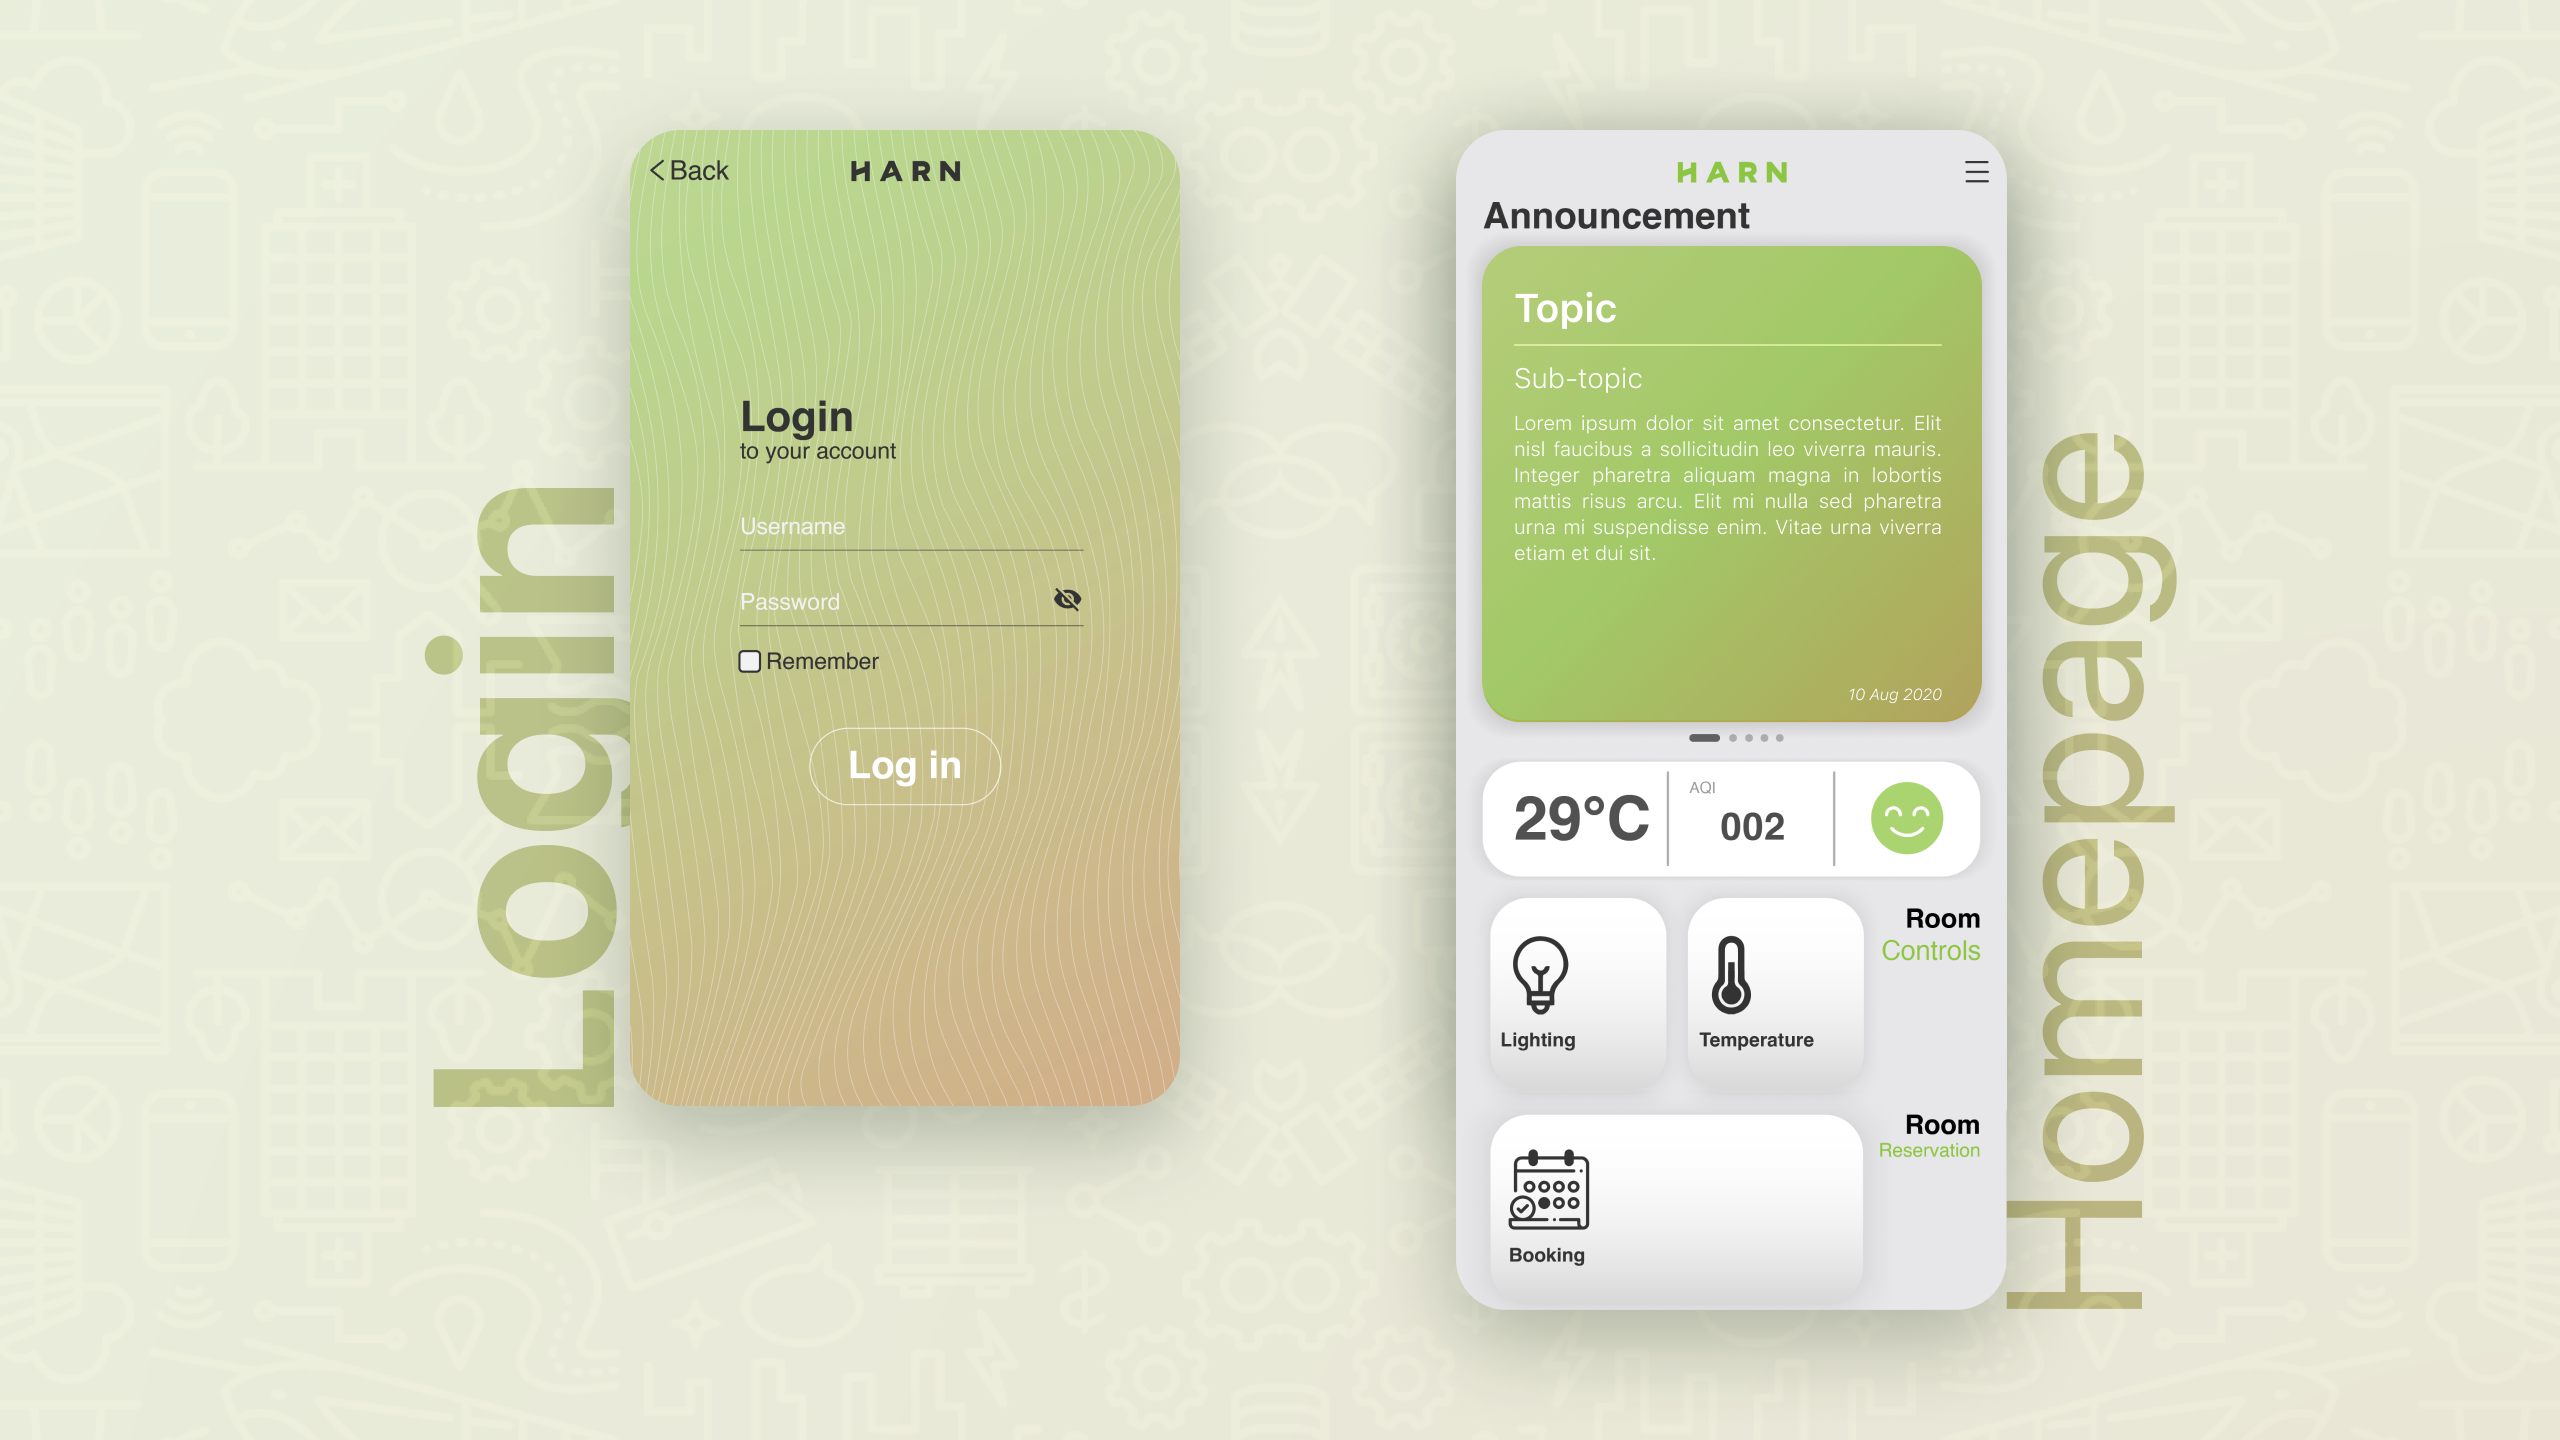 Login
Back
HARN
Login
to your account
Username
Password
Remember
Log in
HARN
Announcement
Topic
Sub-topic
Lorem ipsum dolor sit amet consectetur. Elit
nisl faucibus a sollicitudin leo viverra mauris.
Integer pharetra aliquam magna in lobortis
mattis risus arcu. Elit mi nulla sed pharetra
urna mi suspendisse enim. Vitae urna viverra
etiam et dui sit.
10 Aug 2020
29°C
AQI
002
Lighting
Temperature
Room
Controls
Booking
Room
Reservation
Homepage